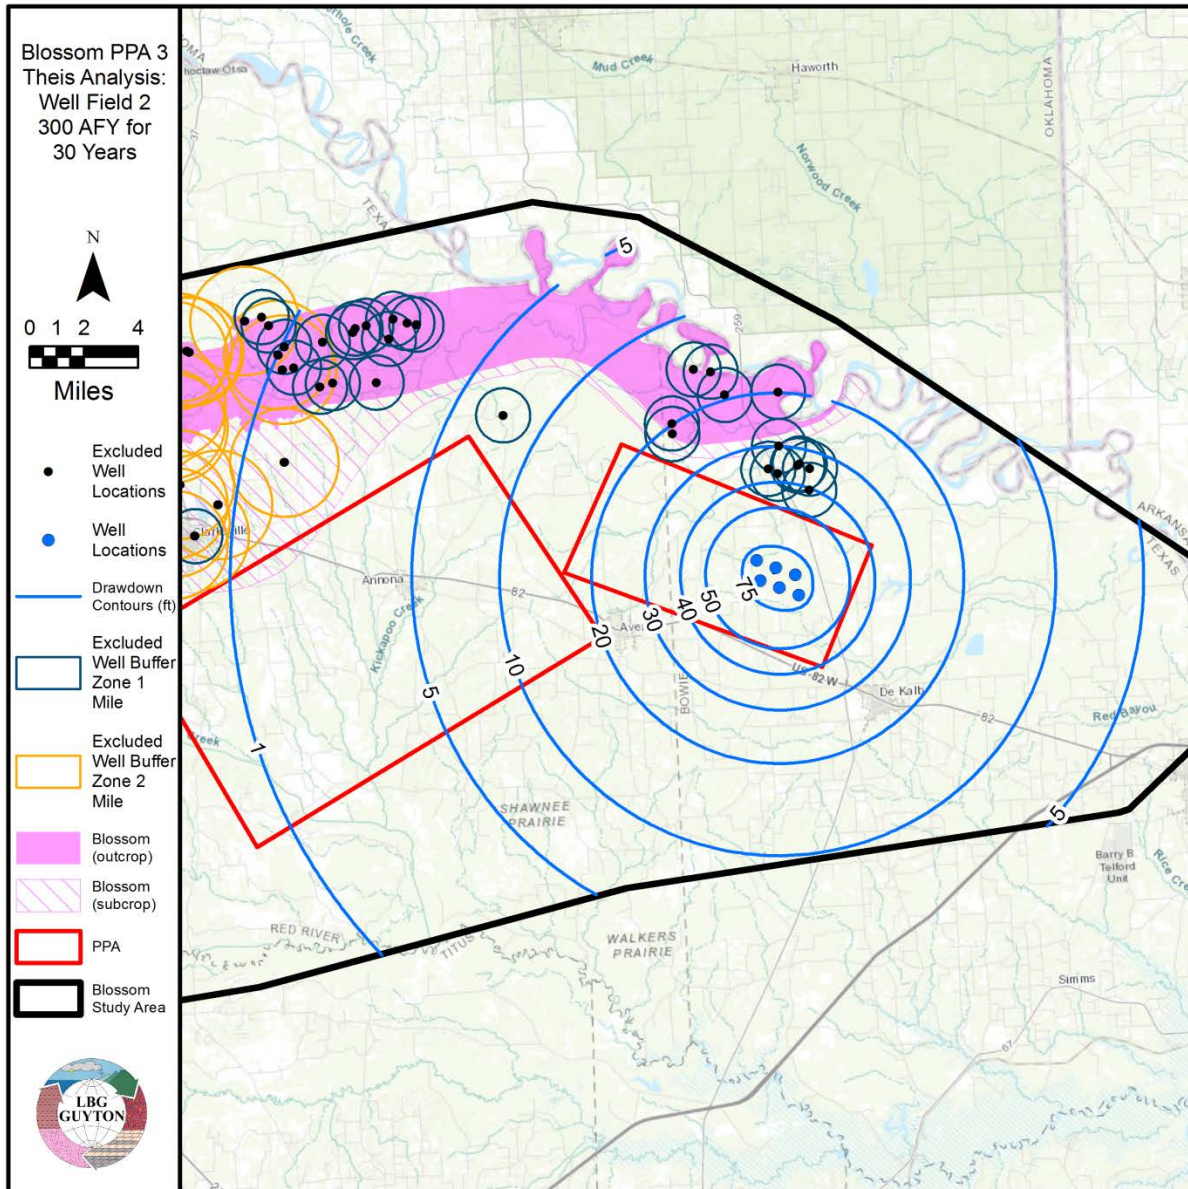 Blossom PPA 3
Theis Analysis:
Well Field 2
300 AFY for
30 Years
N
0 1 2 4
Miles
Excluded
Well
Locations
Well
Locations
Drawdown
Contours (ft)
Excluded
Well Buffer
Zone 1
Mile
Excluded
Well Buffer
Zone 2
Mile
Blossom
(outcrop)
Blossom
(subcrop)
PPA
Blossom
Study Area
LBG
GUYTON
Mud Creek
Haworth
OKLAHOMA
Norwood
Creek
37
TEXAS
5
259
ARKANSAS
TEXAS
Annona
82
Kickapoo Creek
75
50
40
30
20
10
5
1
BOWIE
US-82 W
De Kalb
82
Red Bayou
Creek
SHAWNEE
PRAIRIE
5
Barry B.
Telford
Unit
RED RIVER
TITUS
WALKERS
PRAIRIE
Simms
67